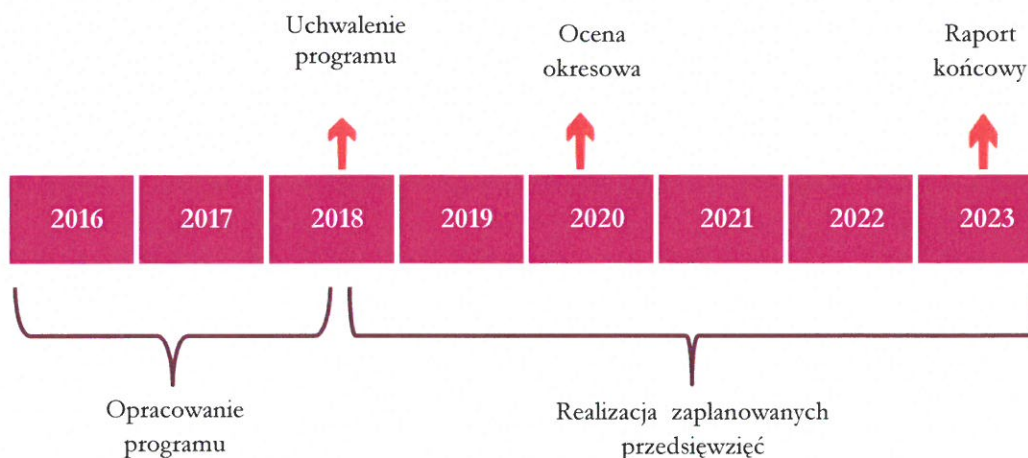 Uchwalenie
programu
Ocena
okresowa
Raport
końcowy
2016 2017 2018 2019 2020 2021 2022 2023
Opracowanie
programu
Realizacja zaplanowanych
przedsięwzięć